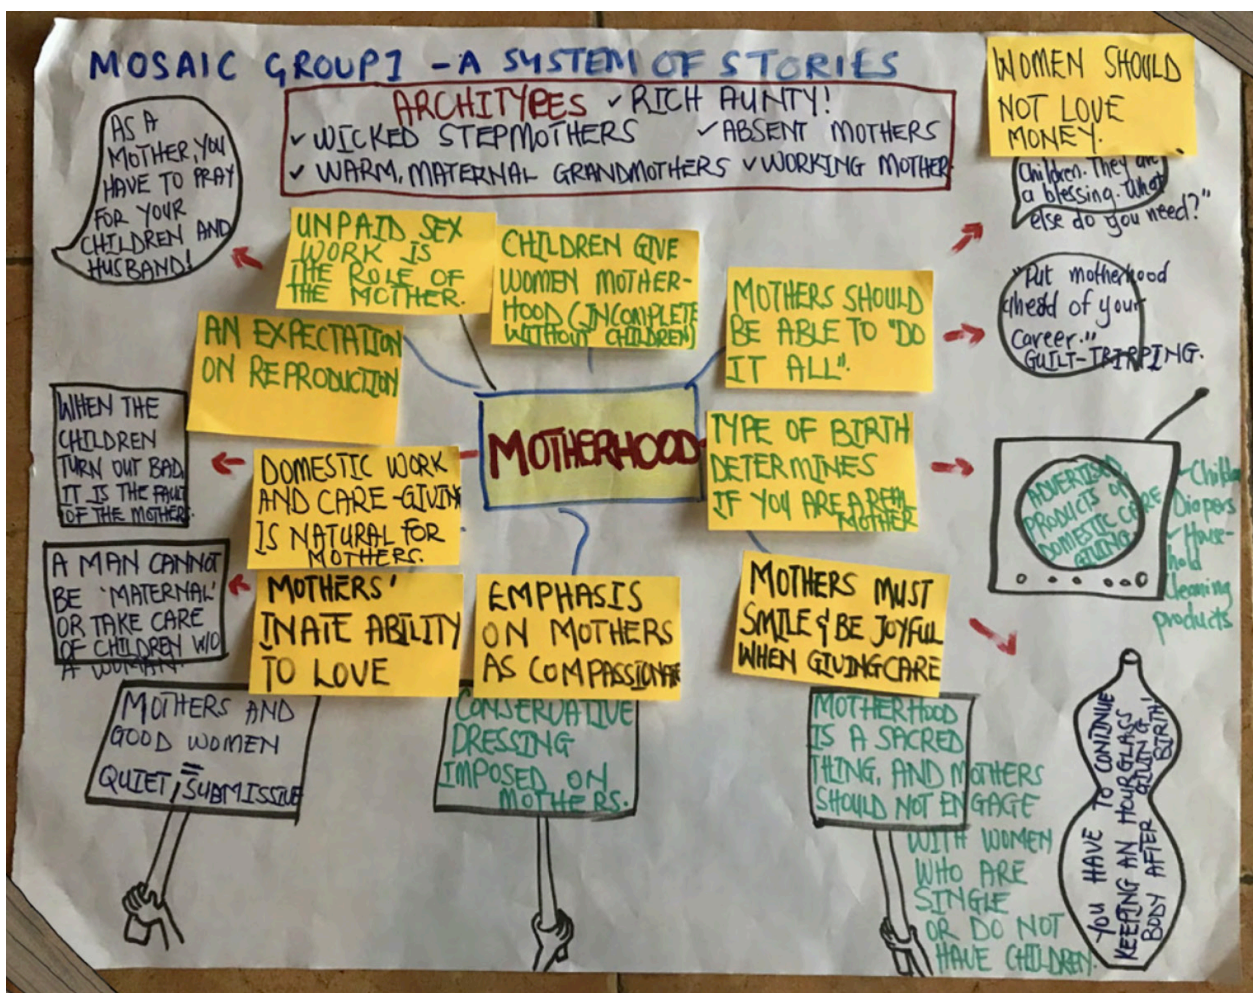 MOSAIC GROUP1 - A SYSTEM OF STORIES
ARCHITYPES ✓ RICH AUNTY!
✓ WICKED STEPMOTHERS ✓ ABSENT MOTHERS
✓ WARM, MATERNAL GRANDMOTHERS ✓ WORKING MOTHER
WOMEN SHOULD
NOT LOVE
MONEY.
AS A
MOTHER, YOU
HAVE TO PRAY
FOR YOUR
CHILDREN AND
HUSBAND!
Children. They are
a blessing. What
else do you need?"
UNPAID SEX
WORK IS
THE ROLE OF
THE MOTHER.
CHILDREN GIVE
WOMEN MOTHER-
HOOD (INCOMPLETE
WITHOUT CHILDREN)
MOTHERS SHOULD
BE ABLE TO "DO
IT ALL".
"Put motherhood
ahead of your
career."
GUILT-TRIPPING.
AN EXPECTATION
ON REPRODUCTION
MOTHERHOOD
WHEN THE
CHILDREN
TURN OUT BAD,
IT IS THE FAULT
OF THE MOTHERS.
DOMESTIC WORK
AND CARE-GIVING
IS NATURAL FOR
MOTHERS.
TYPE OF BIRTH
DETERMINES
IF YOU ARE A REAL
MOTHER
ADVERTISING
PRODUCTS OF
DOMESTIC CARE
GIVING
Diapers
✓ House-
hold
cleaning
products
A MAN CANNOT
BE 'MATERNAL'
OR TAKE CARE
OF CHILDREN W/O
A WOMAN.
MOTHERS'
INATE ABILITY
TO LOVE
EMPHASIS
ON MOTHERS
AS COMPASSIONATE
MOTHERS MUST
SMILE & BE JOYFUL
WHEN GIVING CARE
MOTHERS AND
GOOD WOMEN
=
QUIET, SUBMISSIVE
CONSERVATIVE
DRESSING
IMPOSED ON
MOTHERS.
MOTHERHOOD
IS A SACRED
THING, AND MOTHERS
SHOULD NOT ENGAGE
WITH WOMEN
WHO ARE
SINGLE
OR DO NOT
HAVE CHILDREN.
YOU HAVE TO CONTINUE
KEEPING AN HOURGLASS
BODY AFTER GIVING
BIRTH!